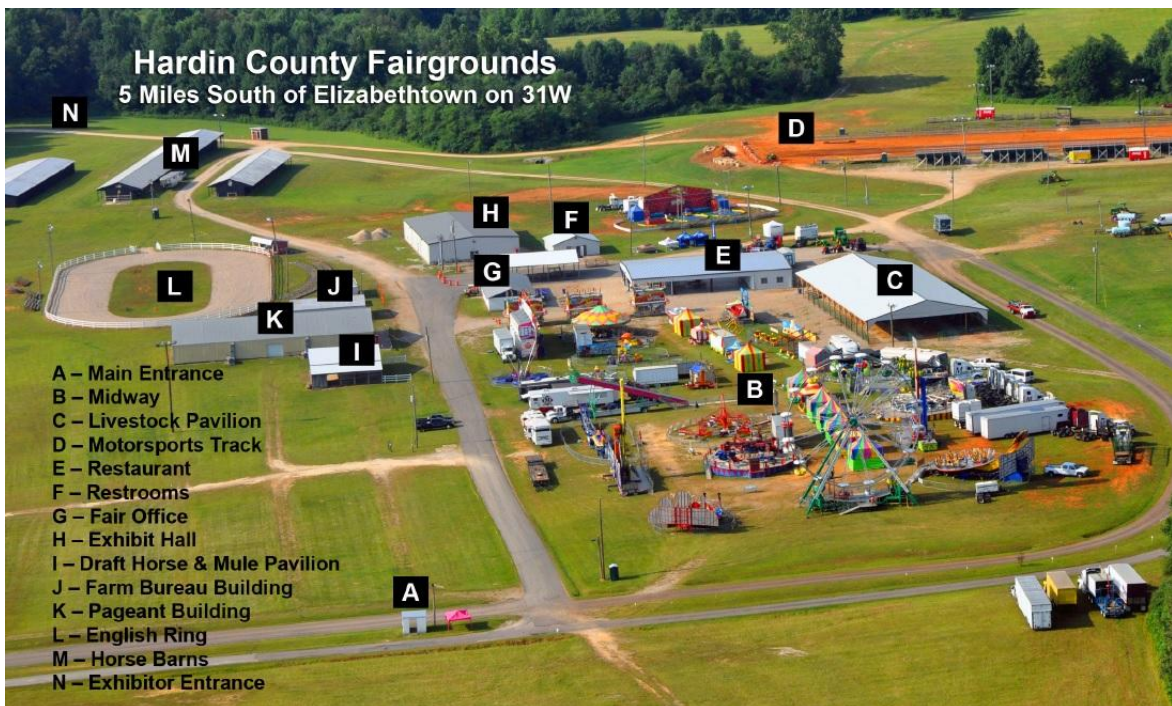 Hardin County Fairgrounds
5 Miles South of Elizabethtown on 31W
N
M
D
H
F
E
G
C
L
J
K
I
B
A
A – Main Entrance
B – Midway
C – Livestock Pavilion
D – Motorsports Track
E – Restaurant
F – Restrooms
G – Fair Office
H – Exhibit Hall
I – Draft Horse & Mule Pavilion
J – Farm Bureau Building
K – Pageant Building
L – English Ring
M – Horse Barns
N – Exhibitor Entrance